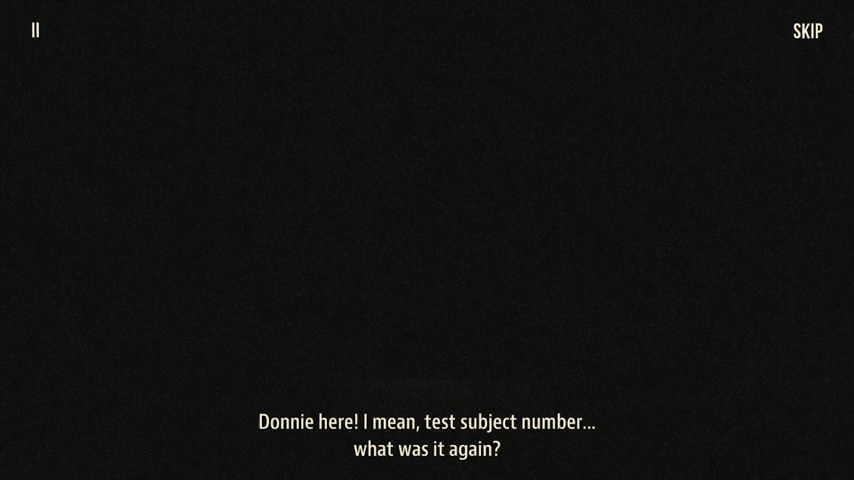 II
SKIP
Donnie here! I mean, test subject number...
what was it again?